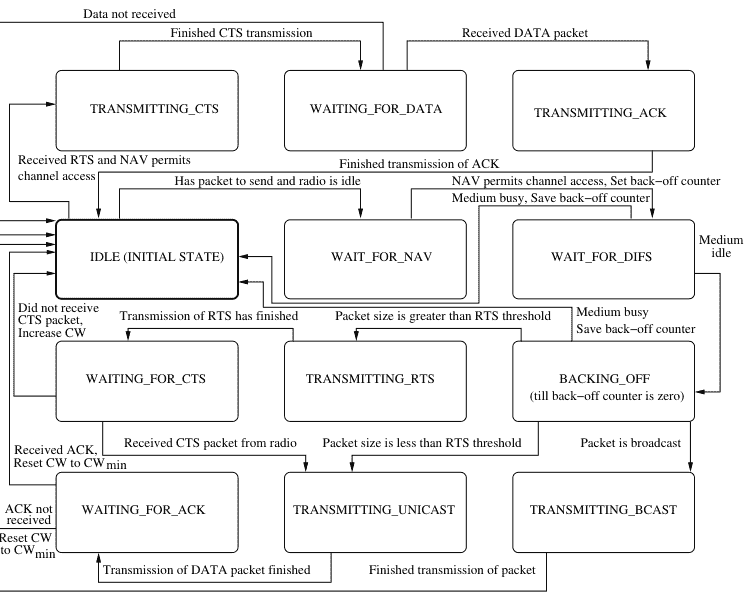 Data not received
Finished CTS transmission
Received DATA packet
TRANSMITTING_CTS
WAITING_FOR_DATA
TRANSMITTING_ACK
Received RTS and NAV permits
channel access
Finished transmission of ACK
Has packet to send and radio is idle
NAV permits channel access, Set back−off counter
Medium busy, Save back−off counter
IDLE (INITIAL STATE)
WAIT_FOR_NAV
WAIT_FOR_DIFS
Medium
idle
Did not receive
CTS packet,
Increase CW
Transmission of RTS has finished
Packet size is greater than RTS threshold
Medium busy
Save back−off counter
WAITING_FOR_CTS
TRANSMITTING_RTS
BACKING_OFF
(till back−off counter is zero)
Received CTS packet from radio
Packet size is less than RTS threshold
Packet is broadcast
Received ACK,
Reset CW to CWmin
WAITING_FOR_ACK
TRANSMITTING_UNICAST
TRANSMITTING_BCAST
ACK not
received
Reset CW
to CWmin
Transmission of DATA packet finished
Finished transmission of packet